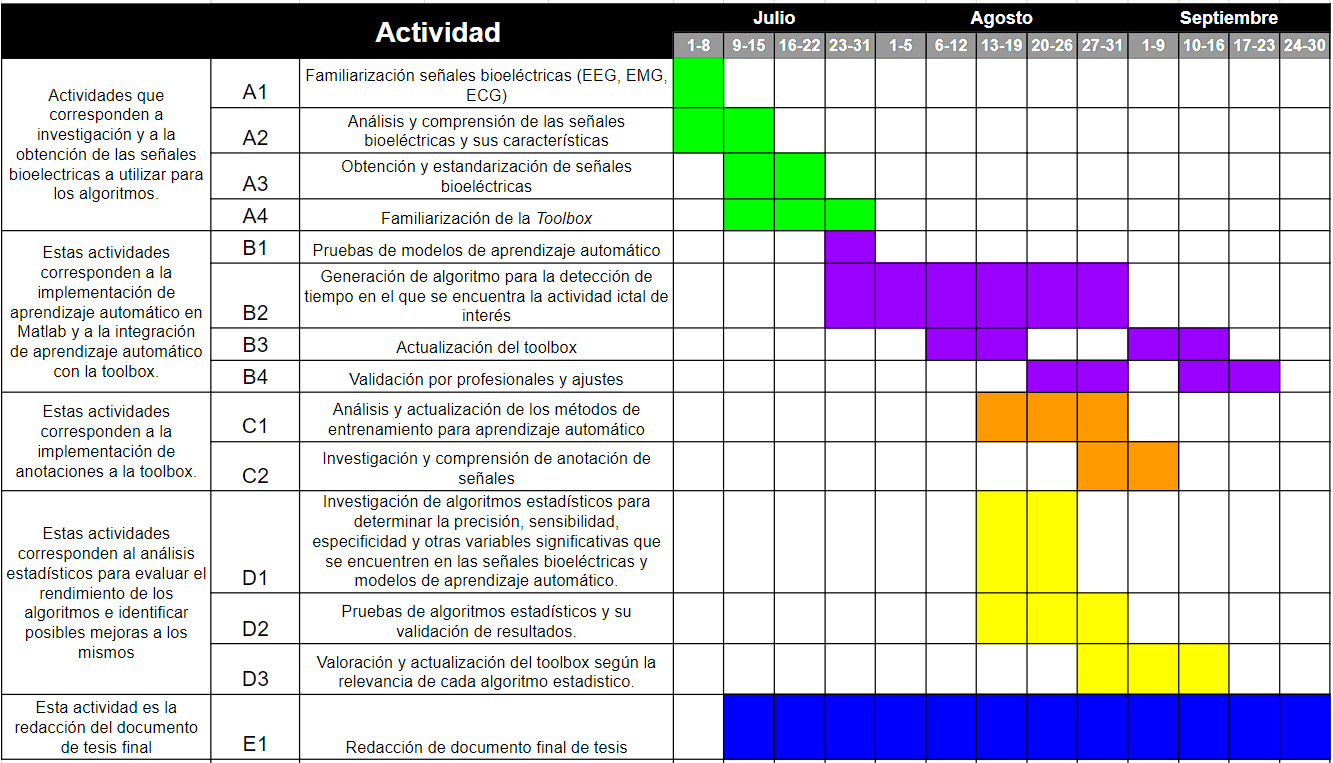 Actividad
Julio
Agosto
Septiembre
1-8
9-15
16-22
23-31
1-5
6-12
13-19
20-26
27-31
1-9
10-16
17-23
24-30
Actividades que
corresponden a
investigación y a la
obtención de las señales
bioelectricas a utilizar para
los algoritmos.
A1
Familiarización señales bioeléctricas (EEG, EMG,
ECG)
A2
Análisis y comprensión de las señales
bioeléctricas y sus características
A3
Obtención y estandarización de señales
bioeléctricas
A4
Familiarización de la Toolbox
Estas actividades
corresponden a la
implementación de
aprendizaje automático en
Matlab y a la integración
de aprendizaje automático
con la toolbox.
B1
Pruebas de modelos de aprendizaje automático
B2
Generación de algoritmo para la detección de
tiempo en el que se encuentra la actividad ictal de
interés
B3
Actualización del toolbox
B4
Validación por profesionales y ajustes
Estas actividades
corresponden a la
implementación de
anotaciones a la toolbox.
C1
Análisis y actualización de los métodos de
entrenamiento para aprendizaje automático
C2
Investigación y comprensión de anotación de
señales
Estas actividades
corresponden al análisis
estadísticos para evaluar el
rendimiento de los
algoritmos e identificar
posibles mejoras a los
mismos
D1
Investigación de algoritmos estadísticos para
determinar la precisión, sensibilidad,
especificidad y otras variables significativas que
se encuentren en las señales bioeléctricas y
modelos de aprendizaje automático.
D2
Pruebas de algoritmos estadísticos y su
validación de resultados.
D3
Valoración y actualización del toolbox según la
relevancia de cada algoritmo estadistico.
Esta actividad es la
redacción del documento
de tesis final
E1
Redacción de documento final de tesis